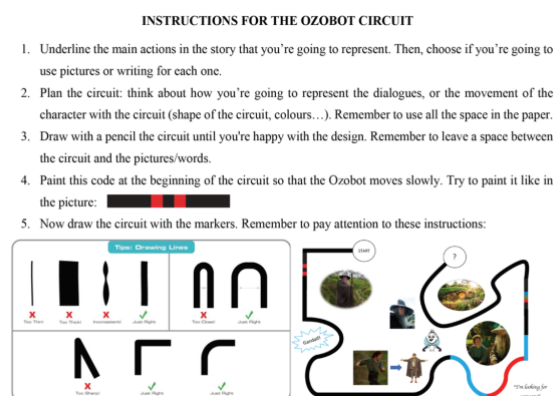 INSTRUCTIONS FOR THE OZOBOT CIRCUIT
1. Underline the main actions in the story that you're going to represent. Then, choose if you're going to
use pictures or writing for each one.
2. Plan the circuit: think about how you're going to represent the dialogues, or the movement of the
character with the circuit (shape of the circuit, colours…). Remember to use all the space in the paper.
3. Draw with a pencil the circuit until you're happy with the design. Remember to leave a space between
the circuit and the pictures/words.
4. Paint this code at the beginning of the circuit so that the Ozobot moves slowly. Try to paint it like in
the picture:
5. Now draw the circuit with the markers. Remember to pay attention to these instructions:
Tips: Drawing Lines
START
?
Too Thin! Too Thick! Inconsistent! Just Right Too Close! Just Right
Gandalf!
Too Sharp! Just Right Just Right
"I'm looking for